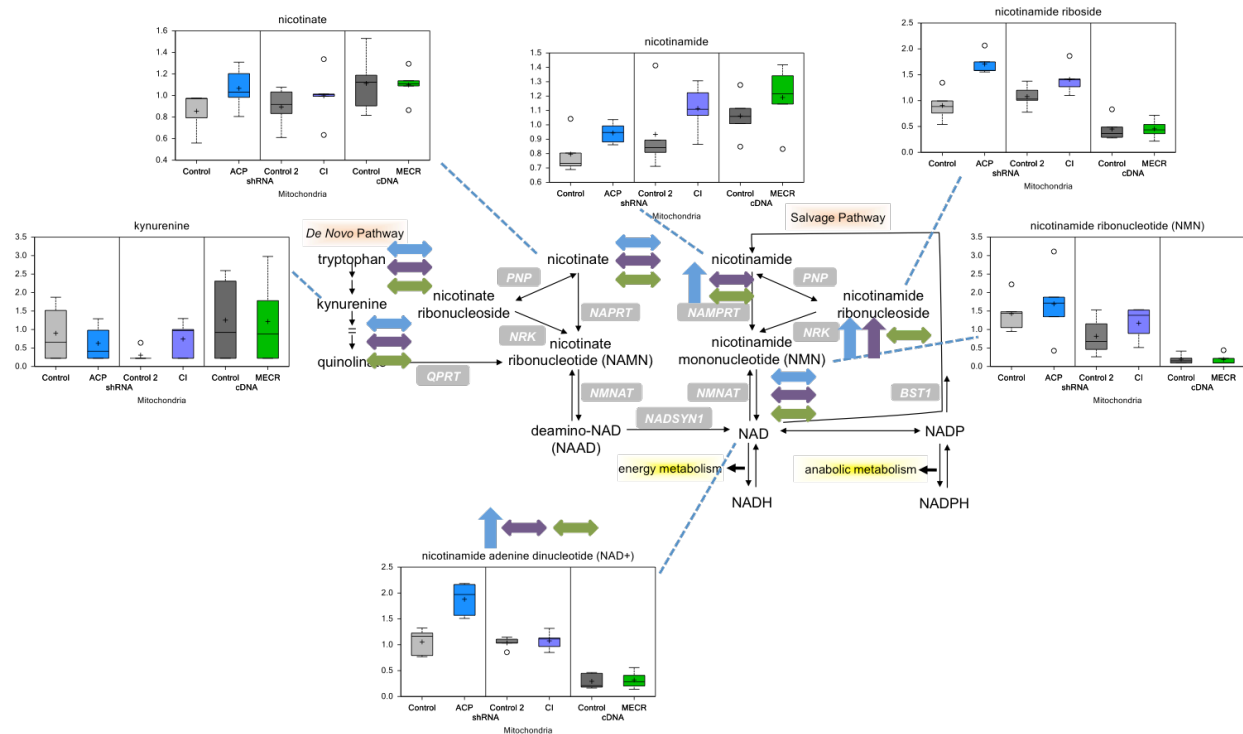 nicotinate
1.6
1.4
1.2
1.0
0.8
0.6
0.4
Control ACP Control 2 CI Control MECR
shRNA cDNA
Mitochondria
nicotinamide
1.5
1.4
1.3
1.2
1.1
1.0
0.9
0.8
0.7
0.6
Control ACP Control 2 CI Control MECR
shRNA cDNA
Mitochondria
nicotinamide riboside
2.5
2.0
1.5
1.0
0.5
0.0
Control ACP Control 2 CI Control MECR
shRNA cDNA
Mitochondria
kynurenine
3.5
3.0
2.5
2.0
1.5
1.0
0.5
0.0
Control ACP Control 2 CI Control MECR
shRNA cDNA
Mitochondria
nicotinamide ribonucleotide (NMN)
3.5
3.0
2.5
2.0
1.5
1.0
0.5
0.0
Control ACP Control 2 CI Control MECR
shRNA cDNA
Mitochondria
De Novo Pathway
tryptophan
kynurenine
quinolinate
QPRT
nicotinate
ribonucleoside
PNP
NRK
nicotinate
NAPRT
nicotinate
ribonucleotide (NAMN)
NMNAT
deamino-NAD
(NAAD)
NADSYN1
Salvage Pathway
nicotinamide
PNP
NAMPRT
nicotinamide
ribonucleoside
NRK
nicotinamide
mononucleotide (NMN)
NMNAT
BST1
NAD
NADP
energy metabolism
anabolic metabolism
NADH
NADPH
nicotinamide adenine dinucleotide (NAD+)
2.5
2.0
1.5
1.0
0.5
0.0
Control ACP Control 2 CI Control MECR
shRNA cDNA
Mitochondria